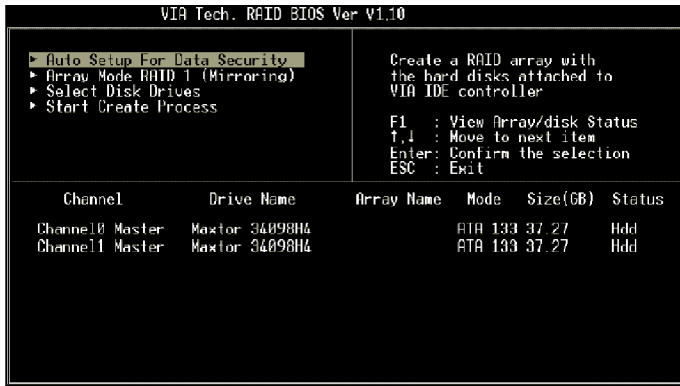 VIA Tech. RAID BIOS Ver V1.10
▶ Auto Setup For Data Security
▶ Array Mode RAID 1 (Mirroring)
▶ Select Disk Drives
▶ Start Create Process
Create a RAID array with
the hard disks attached to
VIA IDE controller
F1 : View Array/disk Status
↑,↓ : Move to next item
Enter: Confirm the selection
ESC : Exit
Channel Drive Name Array Name Mode Size(GB) Status
Channel0 Master Maxtor 34098H4 ATA 133 37.27 Hdd
Channel1 Master Maxtor 34098H4 ATA 133 37.27 Hdd